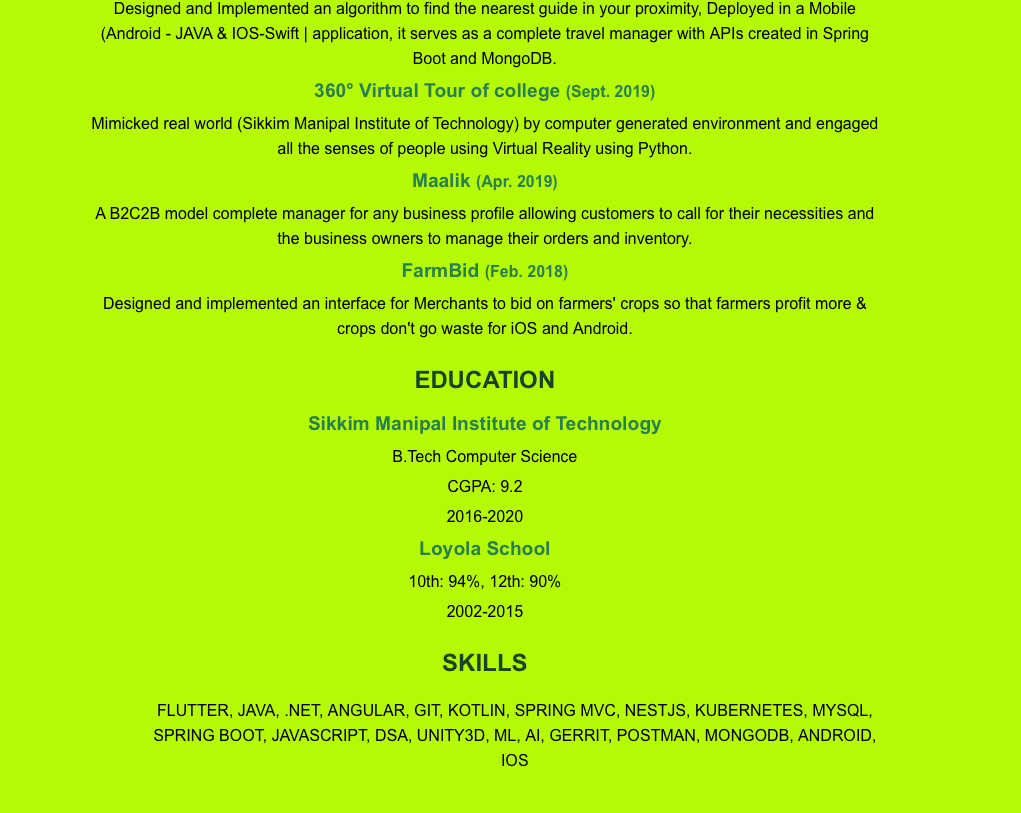 Designed and Implemented an algorithm to find the nearest guide in your proximity, Deployed in a Mobile
(Android - JAVA & IOS-Swift | application, it serves as a complete travel manager with APIs created in Spring
Boot and MongoDB.
360° Virtual Tour of college (Sept. 2019)
Mimicked real world (Sikkim Manipal Institute of Technology) by computer generated environment and engaged
all the senses of people using Virtual Reality using Python.
Maalik (Apr. 2019)
A B2C2B model complete manager for any business profile allowing customers to call for their necessities and
the business owners to manage their orders and inventory.
FarmBid (Feb. 2018)
Designed and implemented an interface for Merchants to bid on farmers' crops so that farmers profit more &
crops don't go waste for iOS and Android.
EDUCATION
Sikkim Manipal Institute of Technology
B.Tech Computer Science
CGPA: 9.2
2016-2020
Loyola School
10th: 94%, 12th: 90%
2002-2015
SKILLS
FLUTTER, JAVA, .NET, ANGULAR, GIT, KOTLIN, SPRING MVC, NESTJS, KUBERNETES, MYSQL,
SPRING BOOT, JAVASCRIPT, DSA, UNITY3D, ML, AI, GERRIT, POSTMAN, MONGODB, ANDROID,
IOS